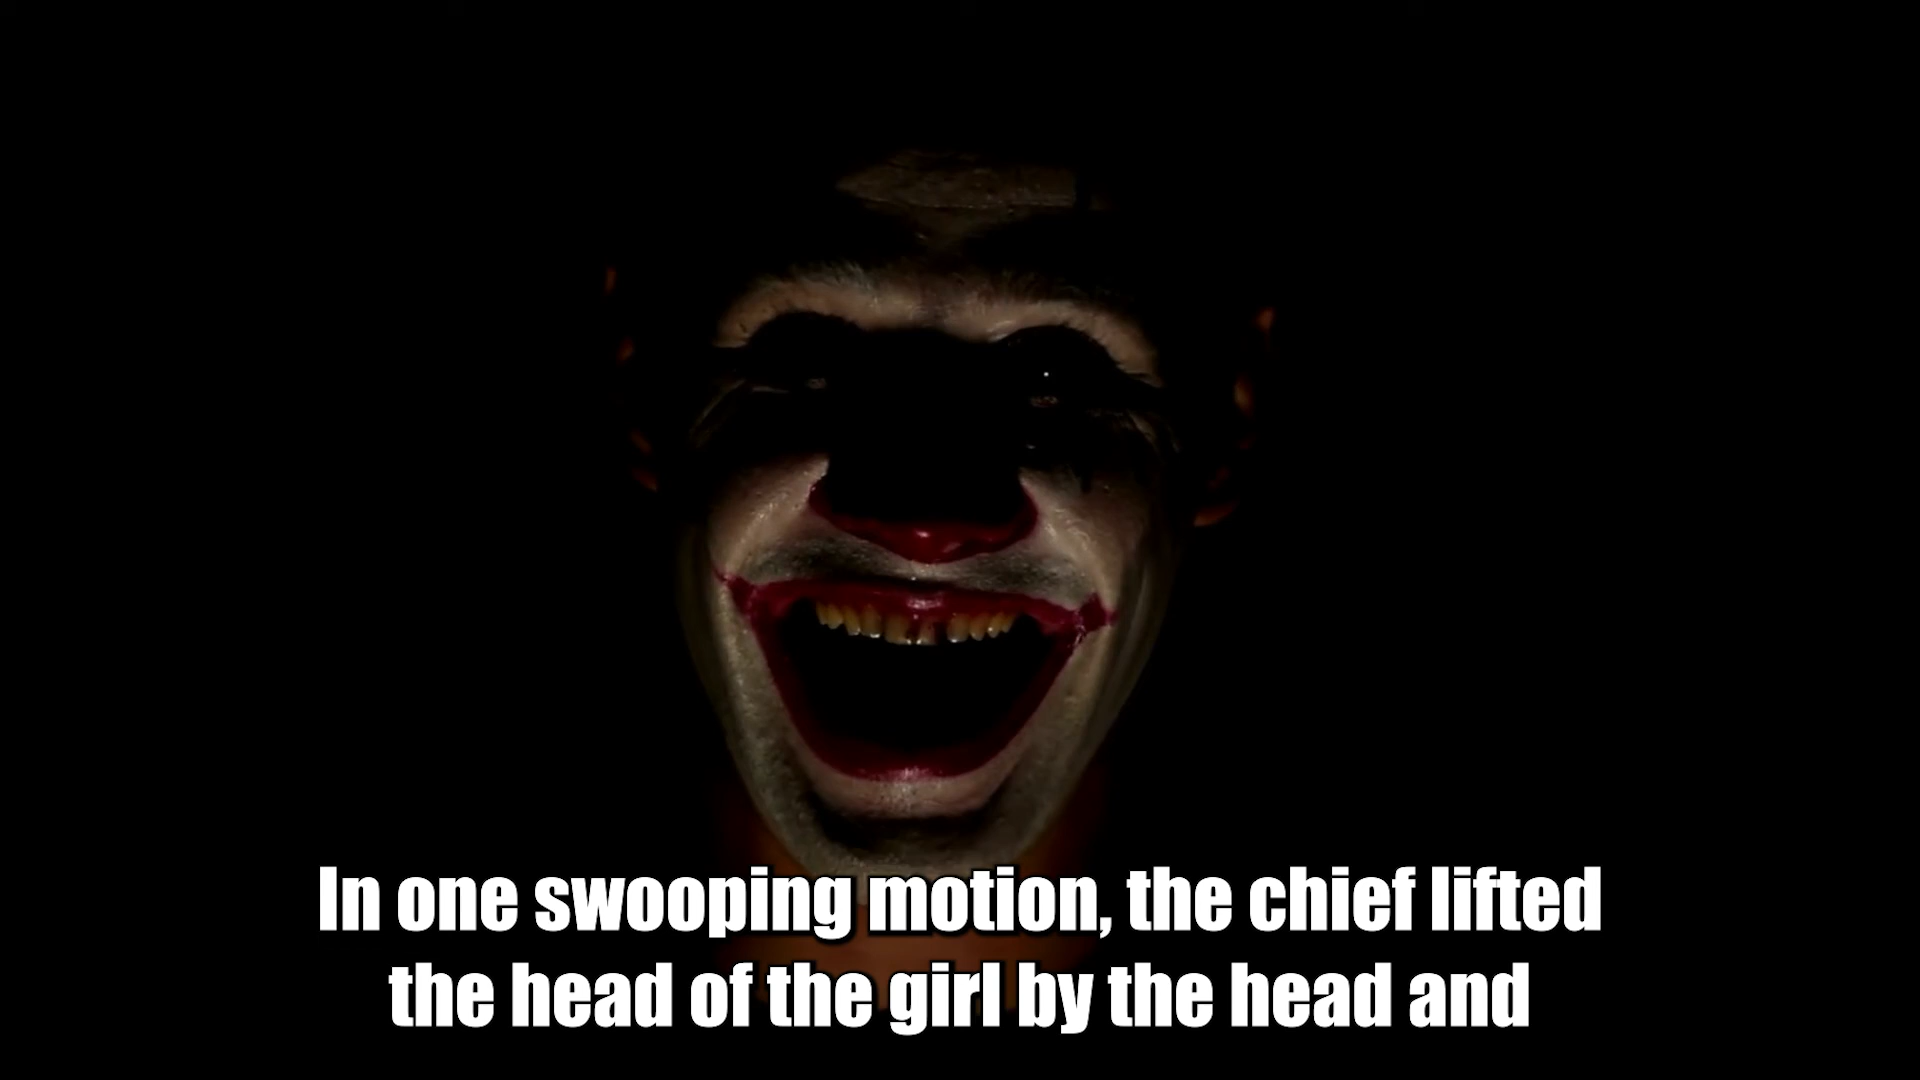 In one swooping motion, the chief lifted
the head of the girl by the head and